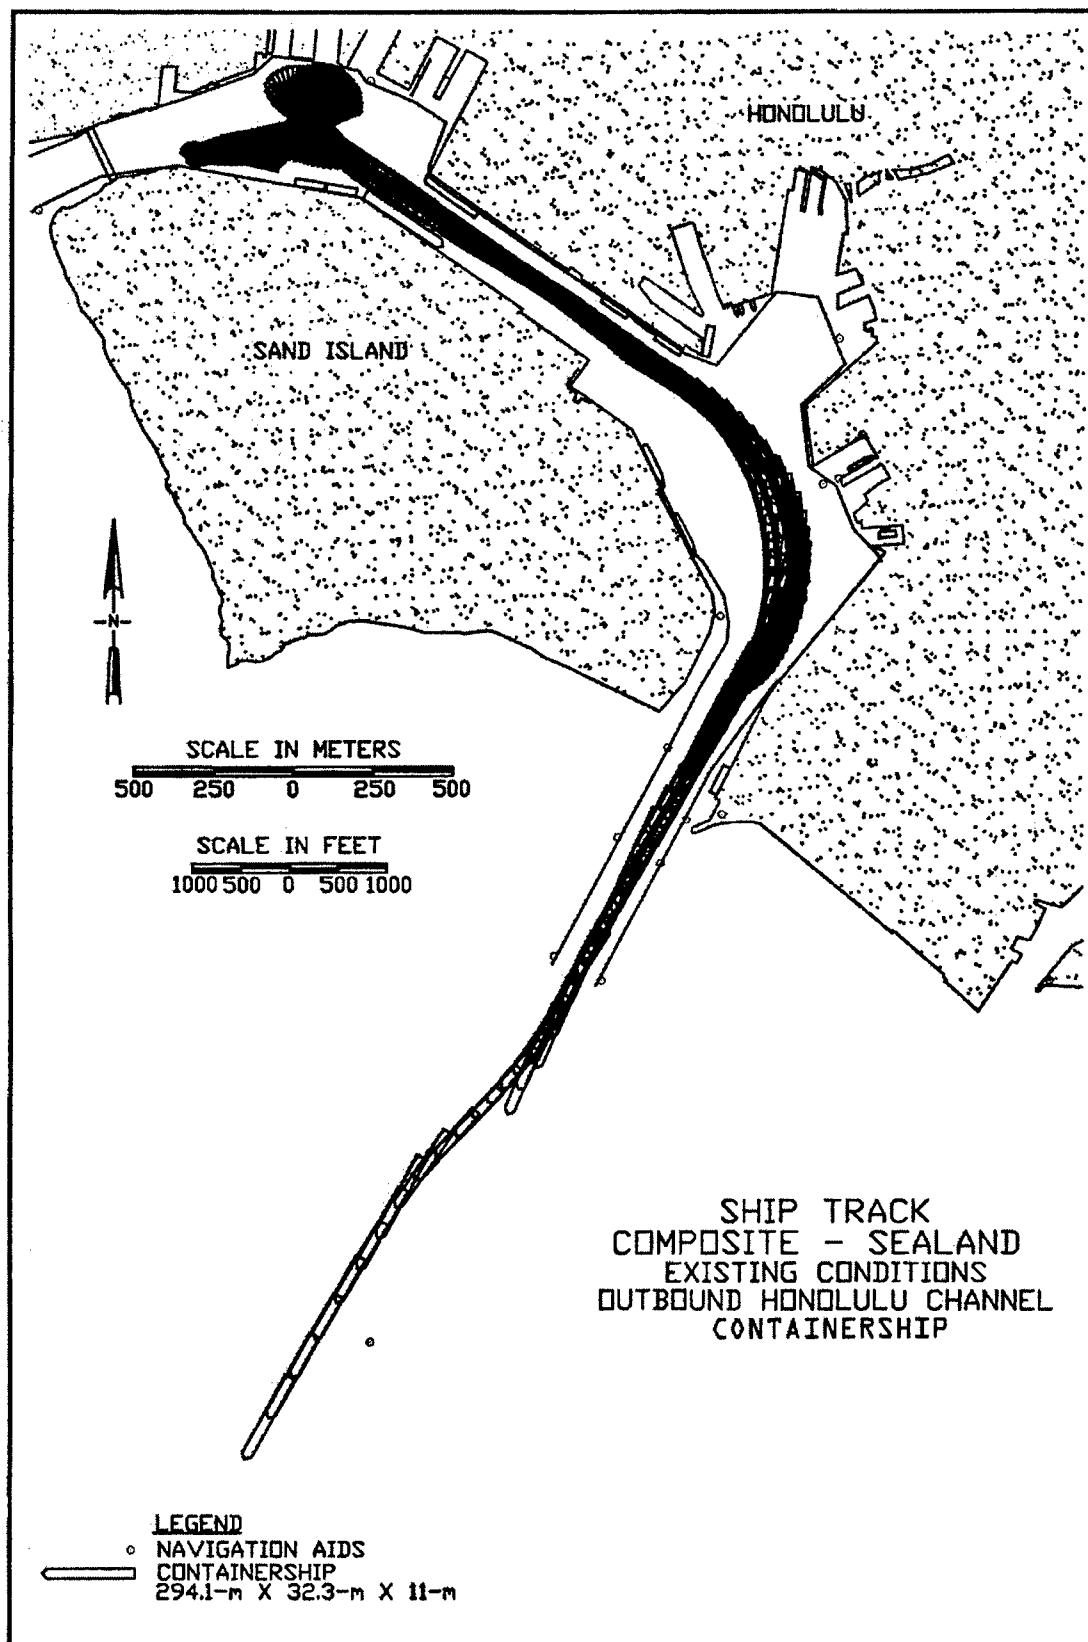 HONOLULU
SAND ISLAND
-N-
SCALE IN METERS
500 250 0 250 500
SCALE IN FEET
1000 500 0 500 1000
SHIP TRACK
COMPOSITE - SEALAND
EXISTING CONDITIONS
OUTBOUND HONOLULU CHANNEL
CONTAINERSHIP
LEGEND
NAVIGATION AIDS
CONTAINERSHIP
294.1-m X 32.3-m X 11-m